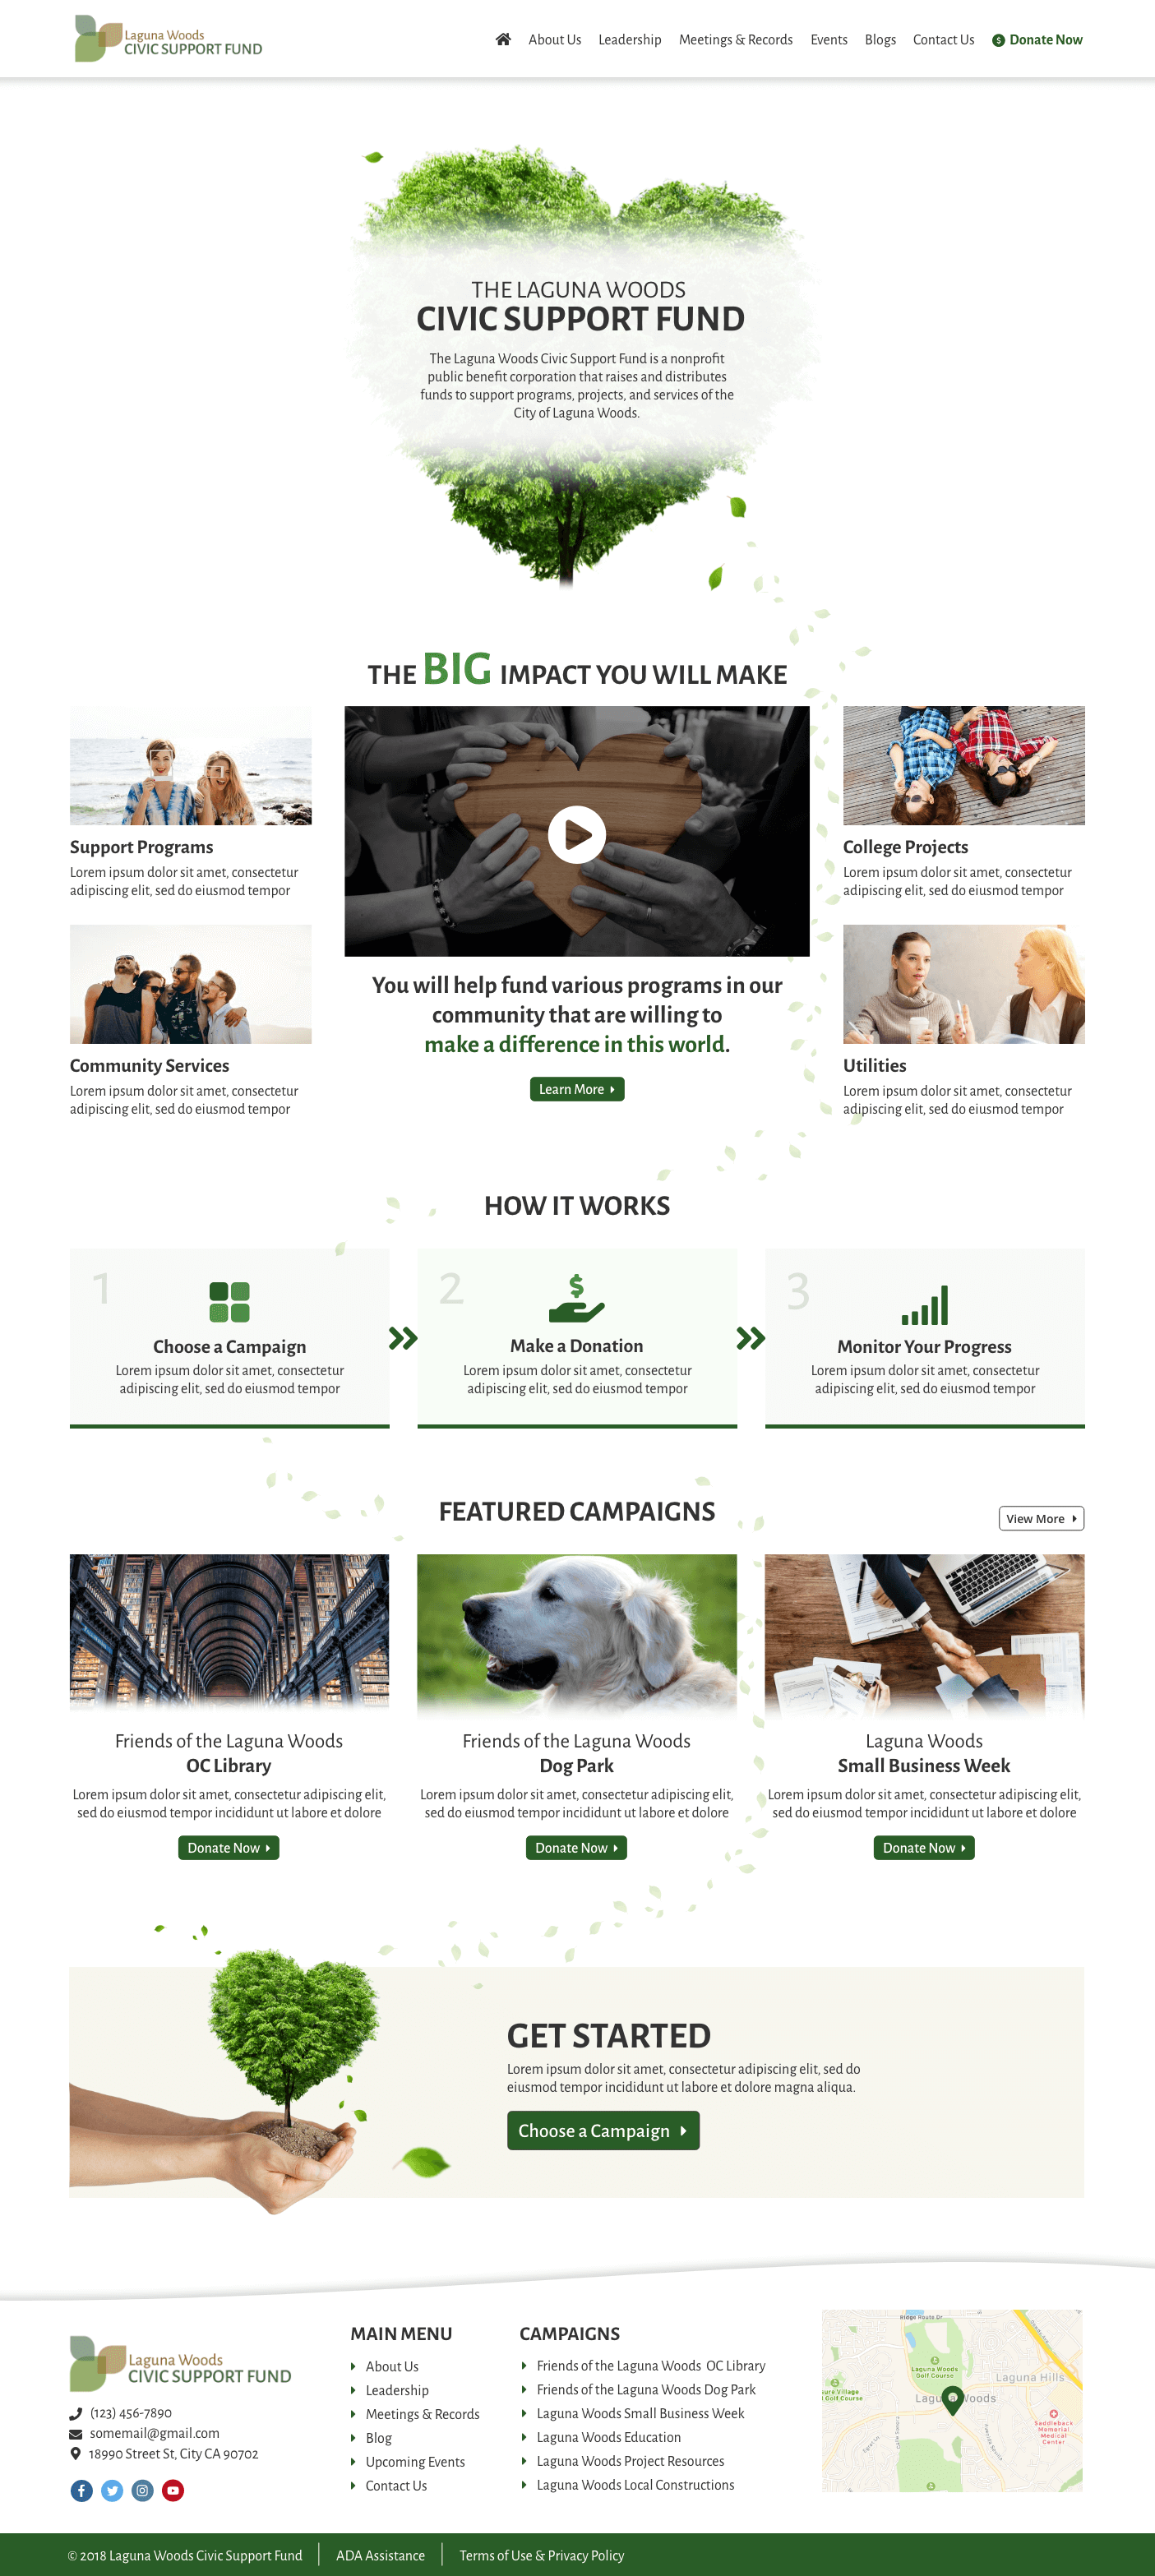 Laguna Woods
CIVIC SUPPORT FUND
About Us Leadership Meetings & Records Events Blogs Contact Us $ Donate Now
THE LAGUNA WOODS
CIVIC SUPPORT FUND
The Laguna Woods Civic Support Fund is a nonprofit
public benefit corporation that raises and distributes
funds to support programs, projects, and services of the
City of Laguna Woods.
THE BIG IMPACT YOU WILL MAKE
Support Programs
Lorem ipsum dolor sit amet, consectetur
adipiscing elit, sed do eiusmod tempor
Community Services
Lorem ipsum dolor sit amet, consectetur
adipiscing elit, sed do eiusmod tempor
You will help fund various programs in our
community that are willing to
make a difference in this world.
Learn More
College Projects
Lorem ipsum dolor sit amet, consectetur
adipiscing elit, sed do eiusmod tempor
Utilities
Lorem ipsum dolor sit amet, consectetur
adipiscing elit, sed do eiusmod tempor
HOW IT WORKS
1
Choose a Campaign
Lorem ipsum dolor sit amet, consectetur
adipiscing elit, sed do eiusmod tempor
2
$
Make a Donation
Lorem ipsum dolor sit amet, consectetur
adipiscing elit, sed do eiusmod tempor
3
Monitor Your Progress
Lorem ipsum dolor sit amet, consectetur
adipiscing elit, sed do eiusmod tempor
FEATURED CAMPAIGNS
View More
Friends of the Laguna Woods
OC Library
Lorem ipsum dolor sit amet, consectetur adipiscing elit,
sed do eiusmod tempor incididunt ut labore et dolore
Donate Now
Friends of the Laguna Woods
Dog Park
Lorem ipsum dolor sit amet, consectetur adipiscing elit,
sed do eiusmod tempor incididunt ut labore et dolore
Donate Now
Laguna Woods
Small Business Week
Lorem ipsum dolor sit amet, consectetur adipiscing elit,
sed do eiusmod tempor incididunt ut labore et dolore
Donate Now
GET STARTED
Lorem ipsum dolor sit amet, consectetur adipiscing elit, sed do
eiusmod tempor incididunt ut labore et dolore magna aliqua.
Choose a Campaign
Laguna Woods
CIVIC SUPPORT FUND
(123) 456-7890
somemail@gmail.com
18990 Street St, City CA 90702
MAIN MENU
About Us
Leadership
Meetings & Records
Blog
Upcoming Events
Contact Us
CAMPAIGNS
Friends of the Laguna Woods OC Library
Friends of the Laguna Woods Dog Park
Laguna Woods Small Business Week
Laguna Woods Education
Laguna Woods Project Resources
Laguna Woods Local Constructions
Ridge Route Dr
Laguna Woods
Golf Course
Laguna Hills
Village
Golf Course
Saddleback
Memorial
Medical
Center
© 2018 Laguna Woods Civic Support Fund
ADA Assistance
Terms of Use & Privacy Policy